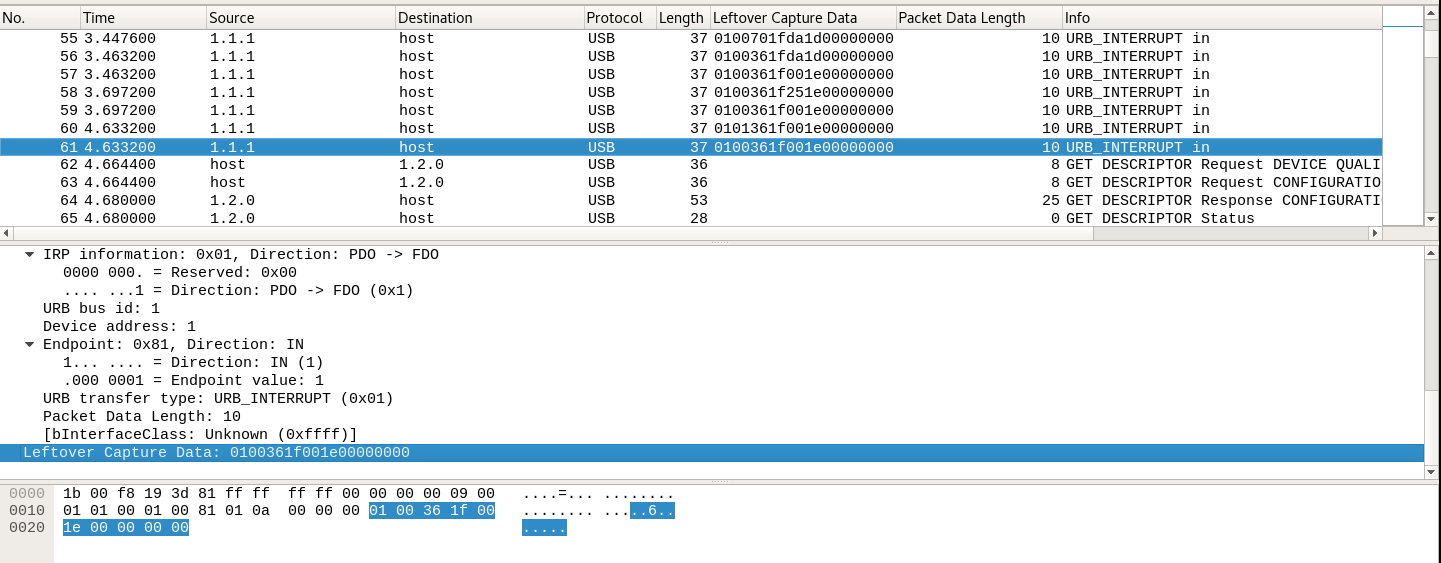 No. Time Source Destination Protocol Length Leftover Capture Data Packet Data Length Info
55 3.447600 1.1.1 host USB 37 0100701fda1d00000000 10 URB_INTERRUPT in
56 3.463200 1.1.1 host USB 37 0100361fda1d00000000 10 URB_INTERRUPT in
57 3.463200 1.1.1 host USB 37 0100361f001e00000000 10 URB_INTERRUPT in
58 3.697200 1.1.1 host USB 37 0100361f251e00000000 10 URB_INTERRUPT in
59 3.697200 1.1.1 host USB 37 0100361f001e00000000 10 URB_INTERRUPT in
60 4.633200 1.1.1 host USB 37 0101361f001e00000000 10 URB_INTERRUPT in
61 4.633200 1.1.1 host USB 37 0100361f001e00000000 10 URB_INTERRUPT in
62 4.664400 host 1.2.0 USB 36 8 GET DESCRIPTOR Request DEVICE QUALI
63 4.664400 host 1.2.0 USB 36 8 GET DESCRIPTOR Request CONFIGURATIO
64 4.680000 1.2.0 host USB 53 25 GET DESCRIPTOR Response CONFIGURATI
65 4.680000 1.2.0 host USB 28 0 GET DESCRIPTOR Status
IRP information: 0x01, Direction: PDO -> FDO
0000 000. = Reserved: 0x00
.... ...1 = Direction: PDO -> FDO (0x1)
URB bus id: 1
Device address: 1
Endpoint: 0x81, Direction: IN
1... .... = Direction: IN (1)
.000 0001 = Endpoint value: 1
URB transfer type: URB_INTERRUPT (0x01)
Packet Data Length: 10
[bInterfaceClass: Unknown (0xffff)]
Leftover Capture Data: 0100361f001e00000000
0000 1b 00 f8 19 3d 81 ff ff ff ff 00 00 00 00 09 00 ....=... ........
0010 01 01 00 01 00 81 01 0a 00 00 00 01 00 36 1f 00 ........ .....6..
0020 1e 00 00 00 00 .....